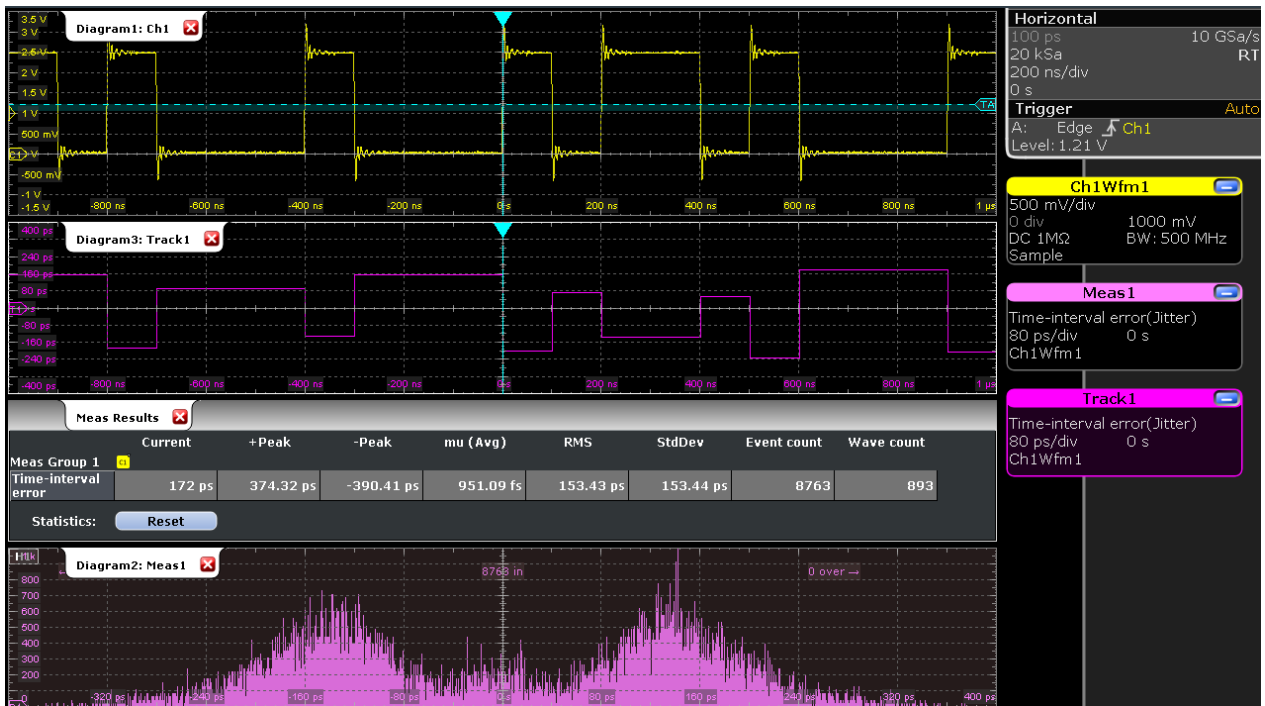 Diagram1: Ch1
3.5 V
3 V
2.5 V
2 V
1.5 V
1 V
500 mV
C1 V
-500 mV
-1 V
-1.5 V
TA
-800 ns -600 ns -400 ns -200 ns 0 s 200 ns 400 ns 600 ns 800 ns 1 µs
Diagram3: Track1
400 ps
240 ps
160 ps
80 ps
-80 ps
-160 ps
-240 ps
-400 ps
-800 ns -600 ns -400 ns -200 ns 0 s 200 ns 400 ns 600 ns 800 ns 1 µs
Meas Results
Current +Peak -Peak mu (Avg) RMS StdDev Event count Wave count
Meas Group 1 C1
Time-interval error 172 ps 374.32 ps -390.41 ps 951.09 fs 153.43 ps 153.44 ps 8763 893
Statistics: Reset
Diagram2: Meas1
8763 in 0 over →
800
700
600
500
400
300
200
-320 ps -240 ps -160 ps -80 ps 0 s 80 ps 160 ps 240 ps 320 ps 400 ps
Horizontal
100 ps 10 GSa/s
20 kSa RT
200 ns/div
0 s
Trigger Auto
A: Edge Ch1
Level: 1.21 V
Ch1Wfm1
500 mV/div
0 div 1000 mV
DC 1MΩ BW: 500 MHz
Sample
Meas1
Time-interval error(Jitter)
80 ps/div 0 s
Ch1Wfm1
Track1
Time-interval error(Jitter)
80 ps/div 0 s
Ch1Wfm1